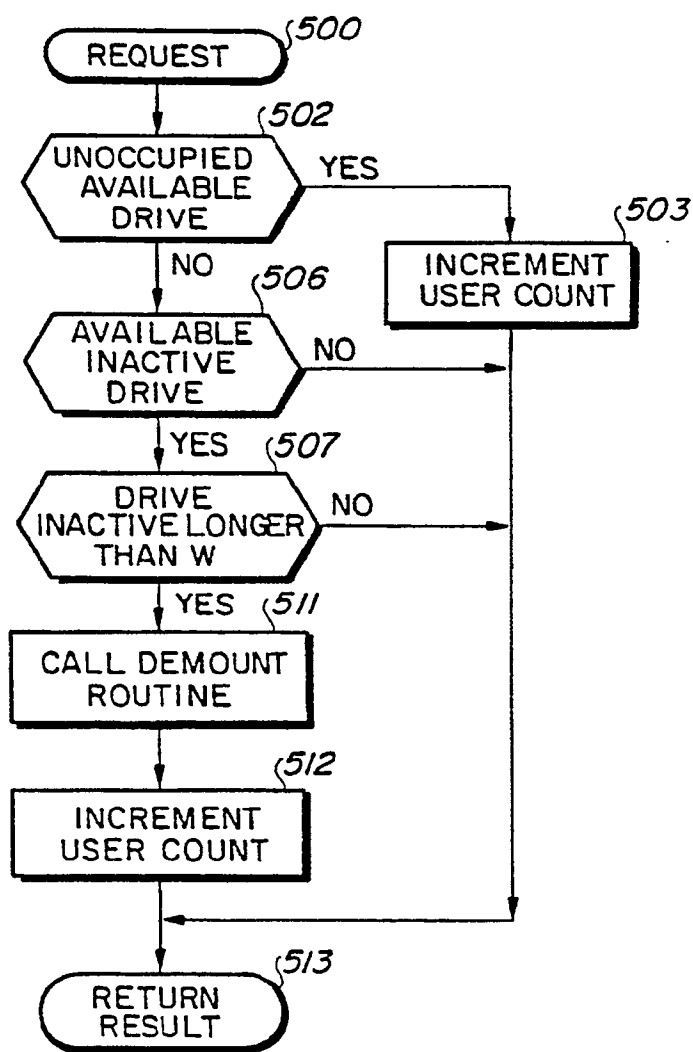 500
REQUEST
502
UNOCCUPIED
AVAILABLE
DRIVE
YES
503
INCREMENT
USER COUNT
NO
506
AVAILABLE
INACTIVE
DRIVE
NO
YES
507
DRIVE
INACTIVE LONGER
THAN W
NO
YES
511
CALL DEMOUNT
ROUTINE
512
INCREMENT
USER COUNT
513
RETURN
RESULT